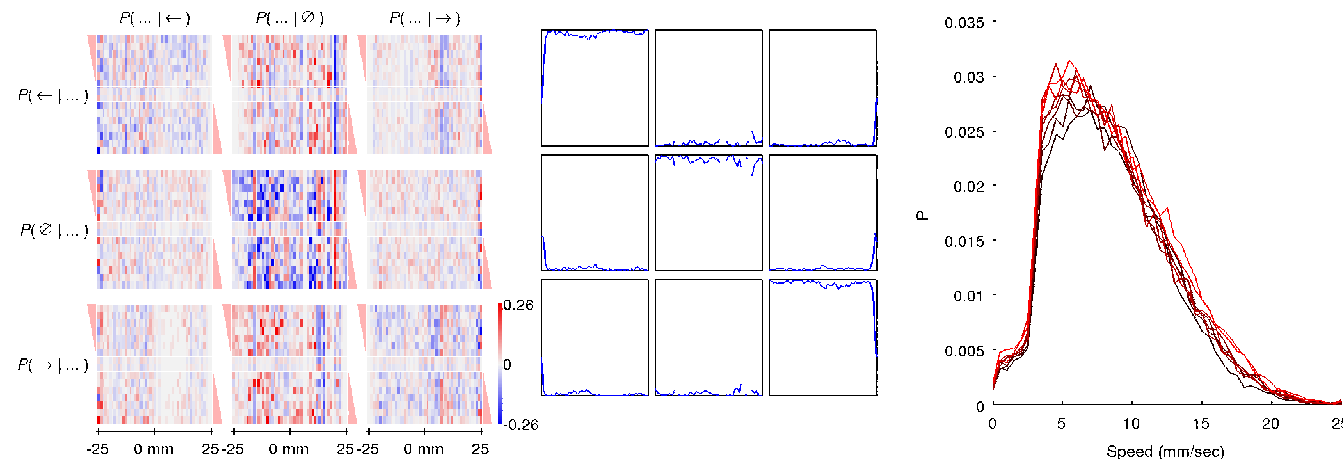 P( ... | ← ) P( ... | ∅ ) P( ... | → )
P( ← | ... )
P( ∅ | ... )
P( → | ... )
0.26
0
-0.26
-25 0 mm 25 -25 0 mm 25 -25 0 mm 25
0.035
0.03
0.025
0.02
0.015
0.01
0.005
0
P
0 5 10 15 20 25
Speed (mm/sec)